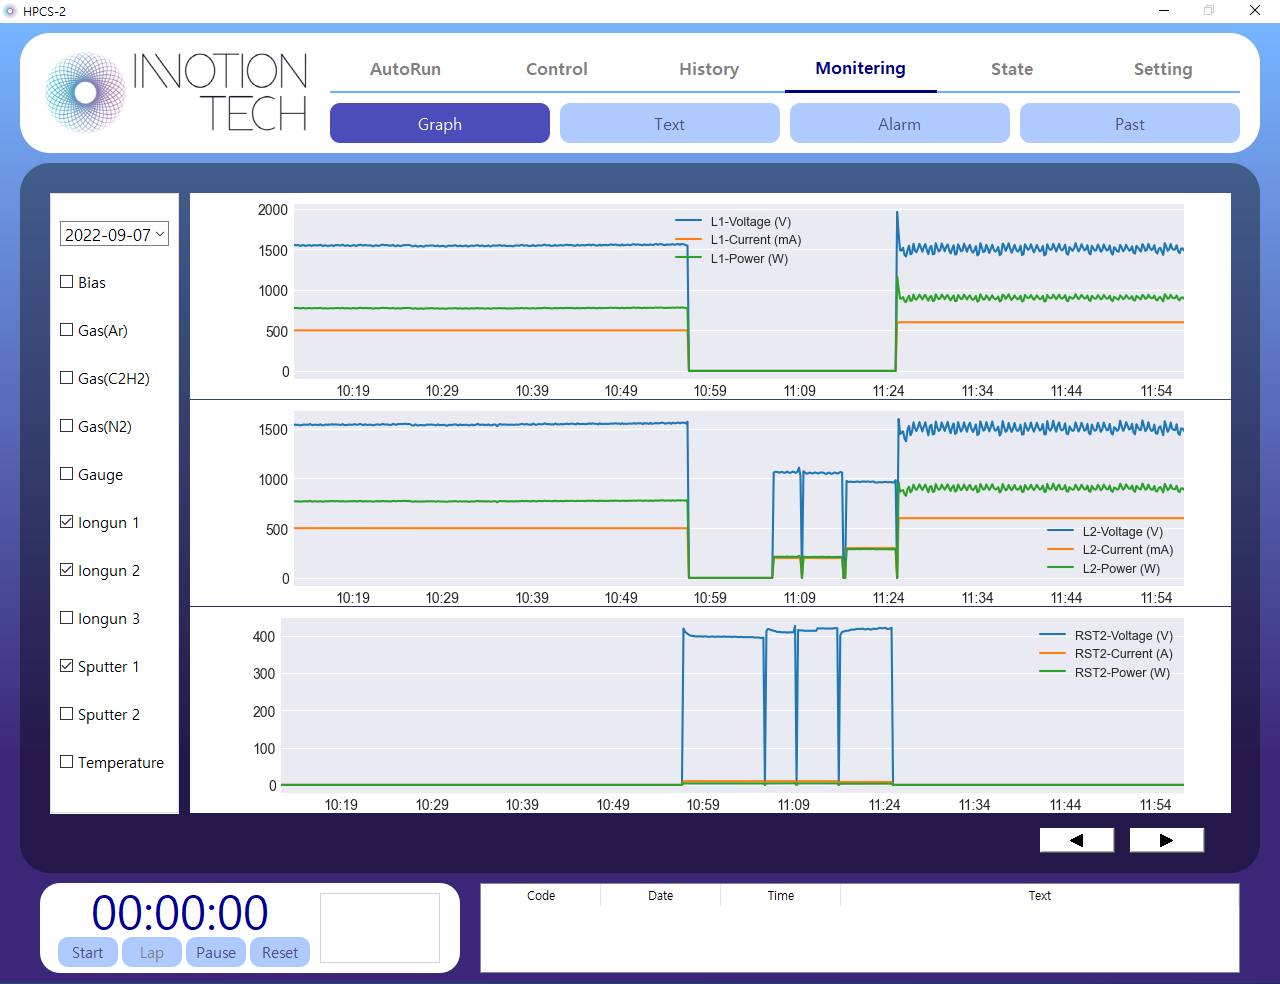 HPCS-2
INNOTION
TECH
AutoRun Control History Monitering State Setting
Graph Text Alarm Past
2022-09-07
Bias
Gas(Ar)
Gas(C2H2)
Gas(N2)
Gauge
Iongun 1
Iongun 2
Iongun 3
Sputter 1
Sputter 2
Temperature
2000
1500
1000
500
0
L1-Voltage (V)
L1-Current (mA)
L1-Power (W)
10:19 10:29 10:39 10:49 10:59 11:09 11:24 11:34 11:44 11:54
1500
1000
500
0
L2-Voltage (V)
L2-Current (mA)
L2-Power (W)
10:19 10:29 10:39 10:49 10:59 11:09 11:24 11:34 11:44 11:54
400
300
200
100
0
RST2-Voltage (V)
RST2-Current (A)
RST2-Power (W)
10:19 10:29 10:39 10:49 10:59 11:09 11:24 11:34 11:44 11:54
00:00:00
Start Lap Pause Reset
Code Date Time Text